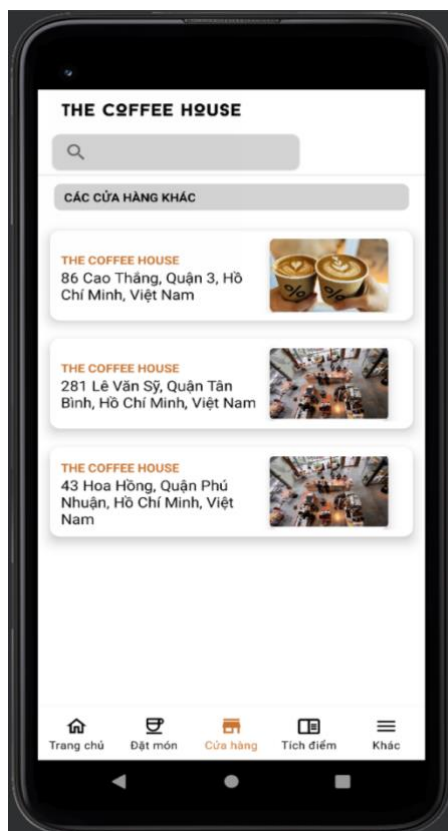 THE COFFEE HOUSE
CÁC CỬA HÀNG KHÁC
THE COFFEE HOUSE
86 Cao Thắng, Quận 3, Hồ
Chí Minh, Việt Nam
THE COFFEE HOUSE
281 Lê Văn Sỹ, Quận Tân
Bình, Hồ Chí Minh, Việt Nam
THE COFFEE HOUSE
43 Hoa Hồng, Quận Phú
Nhuận, Hồ Chí Minh, Việt
Nam
Trang chủ Đặt món Cửa hàng Tích điểm Khác